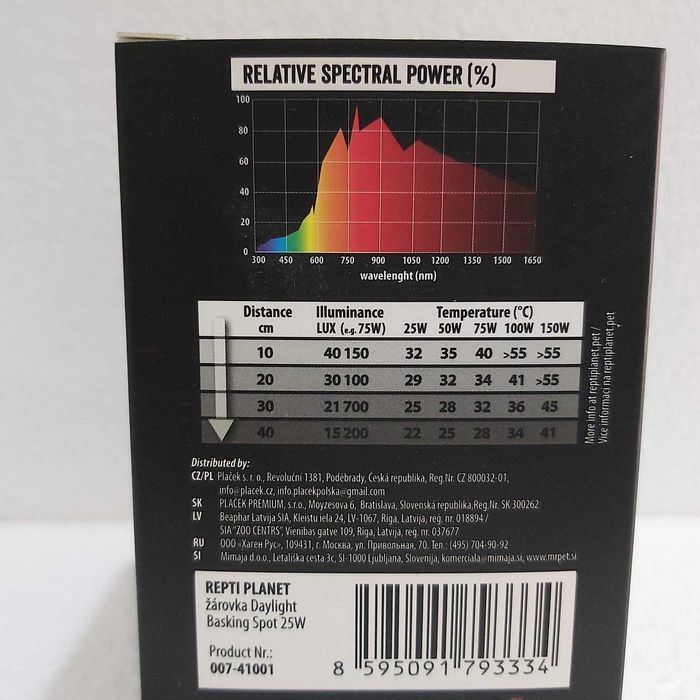 RELATIVE SPECTRAL POWER (%)
100
80
60
40
20
0
300 450 600 750 900 1050 1200 1350 1500 1650
wavelenght (nm)
Distance Illuminance Temperature (°C)
cm LUX (e.g. 75W) 25W 50W 75W 100W 150W
10 40 150 32 35 40 >55 >55
20 30 100 29 32 34 41 >55
30 21 700 25 28 32 36 45
40 15 200 22 25 28 34 41
More info at reptiplanet.pet /
Více informací na reptiplanet.pet
Distributed by:
CZ/PL Plaček s. r. o., Revoluční 1381, Poděbrady, Česká republika, Reg.Nr. CZ 800032-01,
info@placek.cz, info.placekpolska@gmail.com
SK PLACEK PREMIUM, s.r.o., Moyzesova 6, Bratislava, Slovenská republika,Reg.Nr. SK 300262
LV Beaphar Latvija SIA, Kleistu iela 24, LV-1067, Riga, Latvija, reģ. nr. 018894 /
SIA "ZOO CENTRS", Vienibas gatve 109, Riga, Latvija, reģ. nr. 037677
RU ООО «Хаген Рус», 109431, г. Москва, ул. Привольная, 70. Тел.: (495) 704-90-92
SI Mimaja d.o.o., Letališka cesta 3c, SI-1000 Ljubljana, Slovenija, komerciala@mimaja.si, www.mrpet.si
REPTI PLANET
žárovka Daylight
Basking Spot 25W
Product Nr.:
007-41001
8 595091 793334